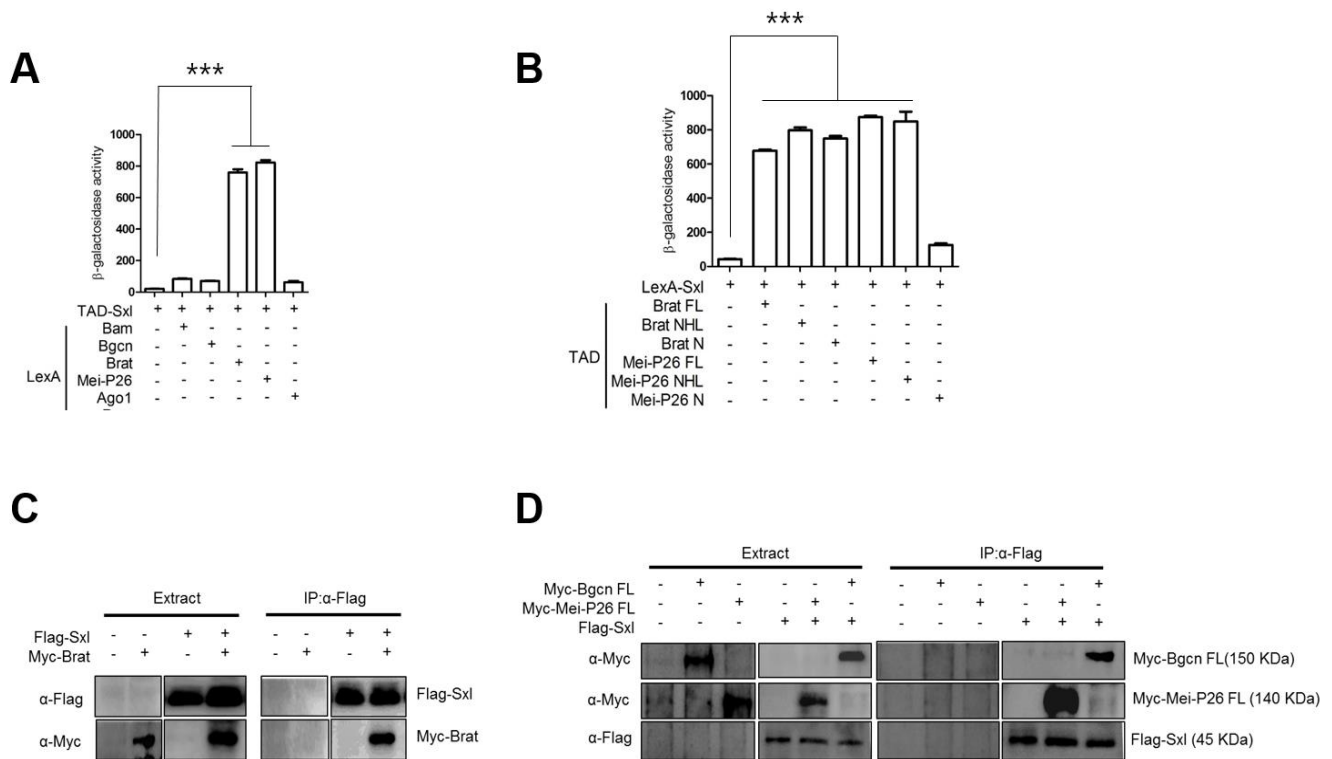 A
***
β-galactosidase activity
1000
800
600
400
200
0
TAD-Sxl + + + + + +
Bam - + - - - -
Bgcn - - + - - -
Brat - - - + - -
Mei-P26 - - - - + -
Ago1 - - - - - +
LexA
B
***
β-galactosidase activity
1000
800
600
400
200
0
LexA-Sxl + + + + + + +
Brat FL - + - - - - -
Brat NHL - - + - - - -
Brat N - - - + - - -
Mei-P26 FL - - - - + - -
Mei-P26 NHL - - - - - + -
Mei-P26 N - - - - - - +
TAD
C
Extract IP:α-Flag
Flag-Sxl - - + + - - + +
Myc-Brat - + - + - + - +
α-Flag Flag-Sxl
α-Myc Myc-Brat
D
Extract IP:α-Flag
Myc-Bgcn FL - + - - - + - + - - - +
Myc-Mei-P26 FL - - + - + - - - + - + -
Flag-Sxl - - - + + + - - - + + +
α-Myc Myc-Bgcn FL(150 KDa)
α-Myc Myc-Mei-P26 FL (140 KDa)
α-Flag Flag-Sxl (45 KDa)